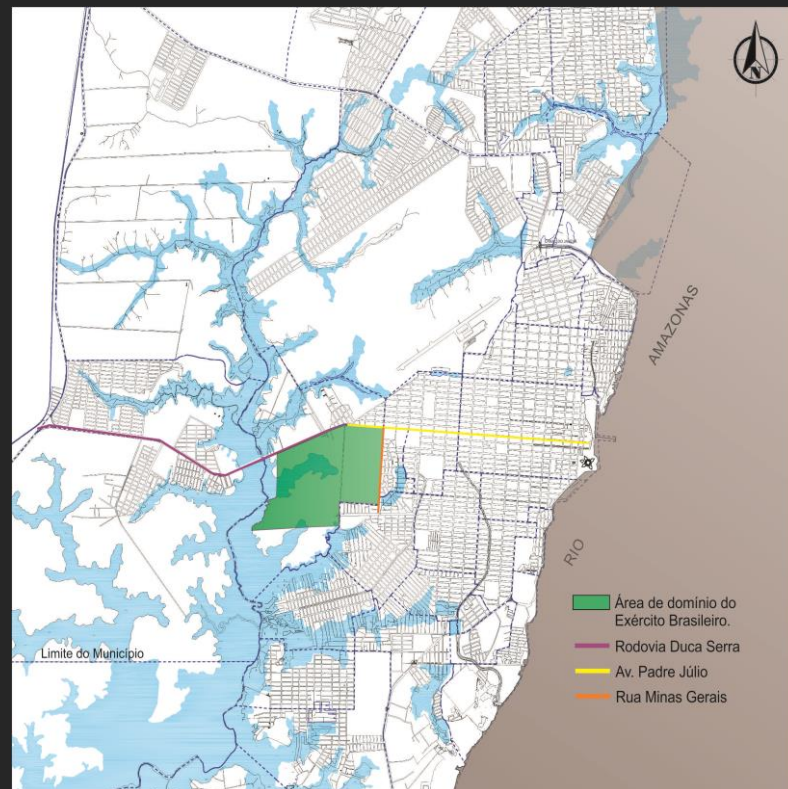 N
AMAZONAS
RIO
Limite do Município
Área de domínio do
Exército Brasileiro.
Rodovia Duca Serra
Av. Padre Júlio
Rua Minas Gerais